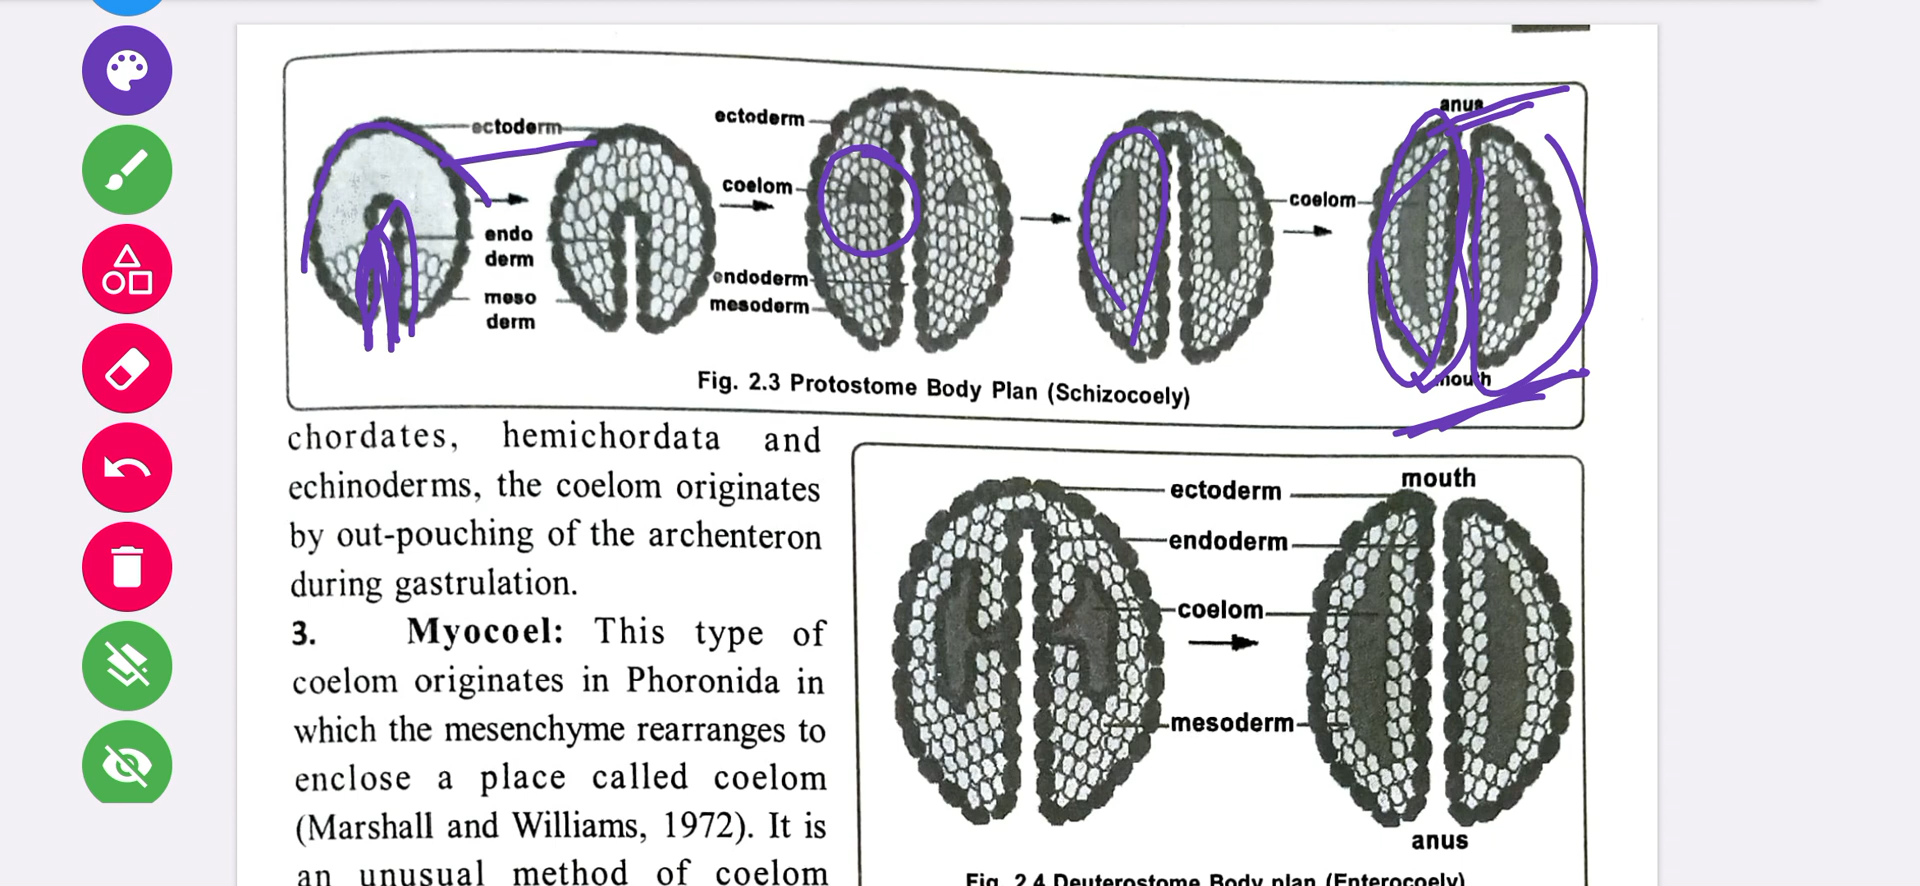 anus
ectoderm
ectoderm
coelom
coelom
endo
derm
endoderm
meso
derm
mesoderm
mouth
Fig. 2.3 Protostome Body Plan (Schizocoely)
chordates, hemichordata and
echinoderms, the coelom originates
by out-pouching of the archenteron
during gastrulation.
3. Myocoel: This type of
coelom originates in Phoronida in
which the mesenchyme rearranges to
enclose a place called coelom
(Marshall and Williams, 1972). It is
an unusual method of coelom
mouth
ectoderm
endoderm
coelom
mesoderm
anus
Fig. 2.4 Deuterostome Body plan (Enterocoely)